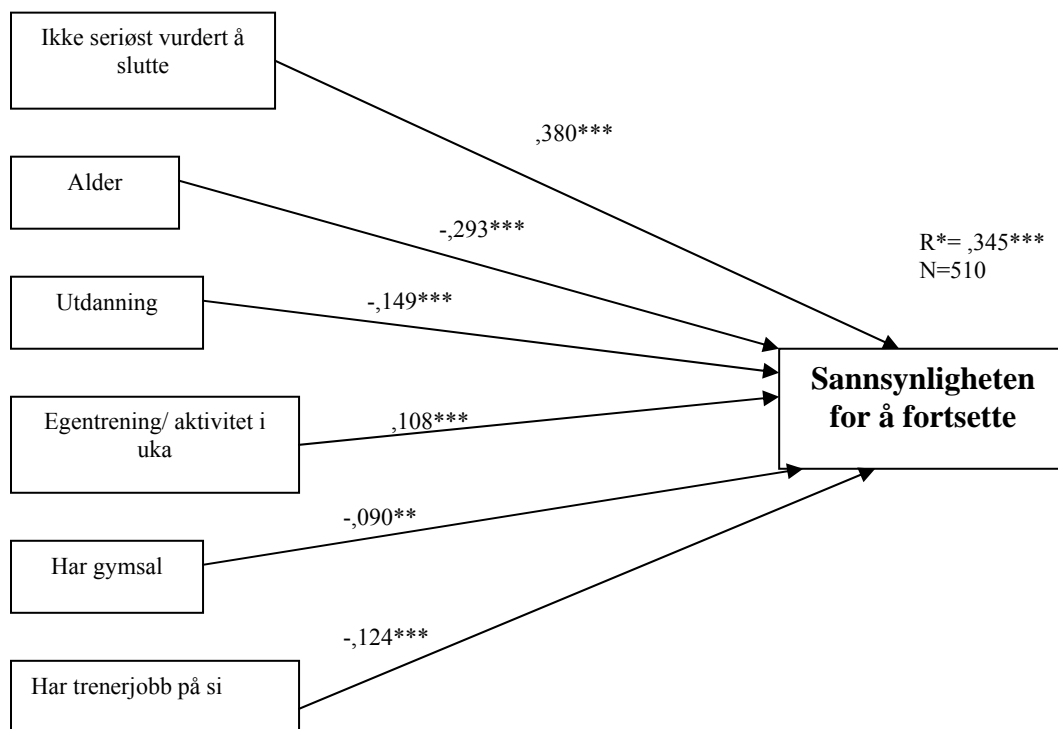 Ikke seriøst vurdert å
slutte
,380***
Alder
-,293***
R*= ,345***
N=510
Utdanning
-,149***
Sannsynligheten
for å fortsette
Egentrening/ aktivitet i
uka
,108***
-,090**
Har gymsal
-,124***
Har trenerjobb på si